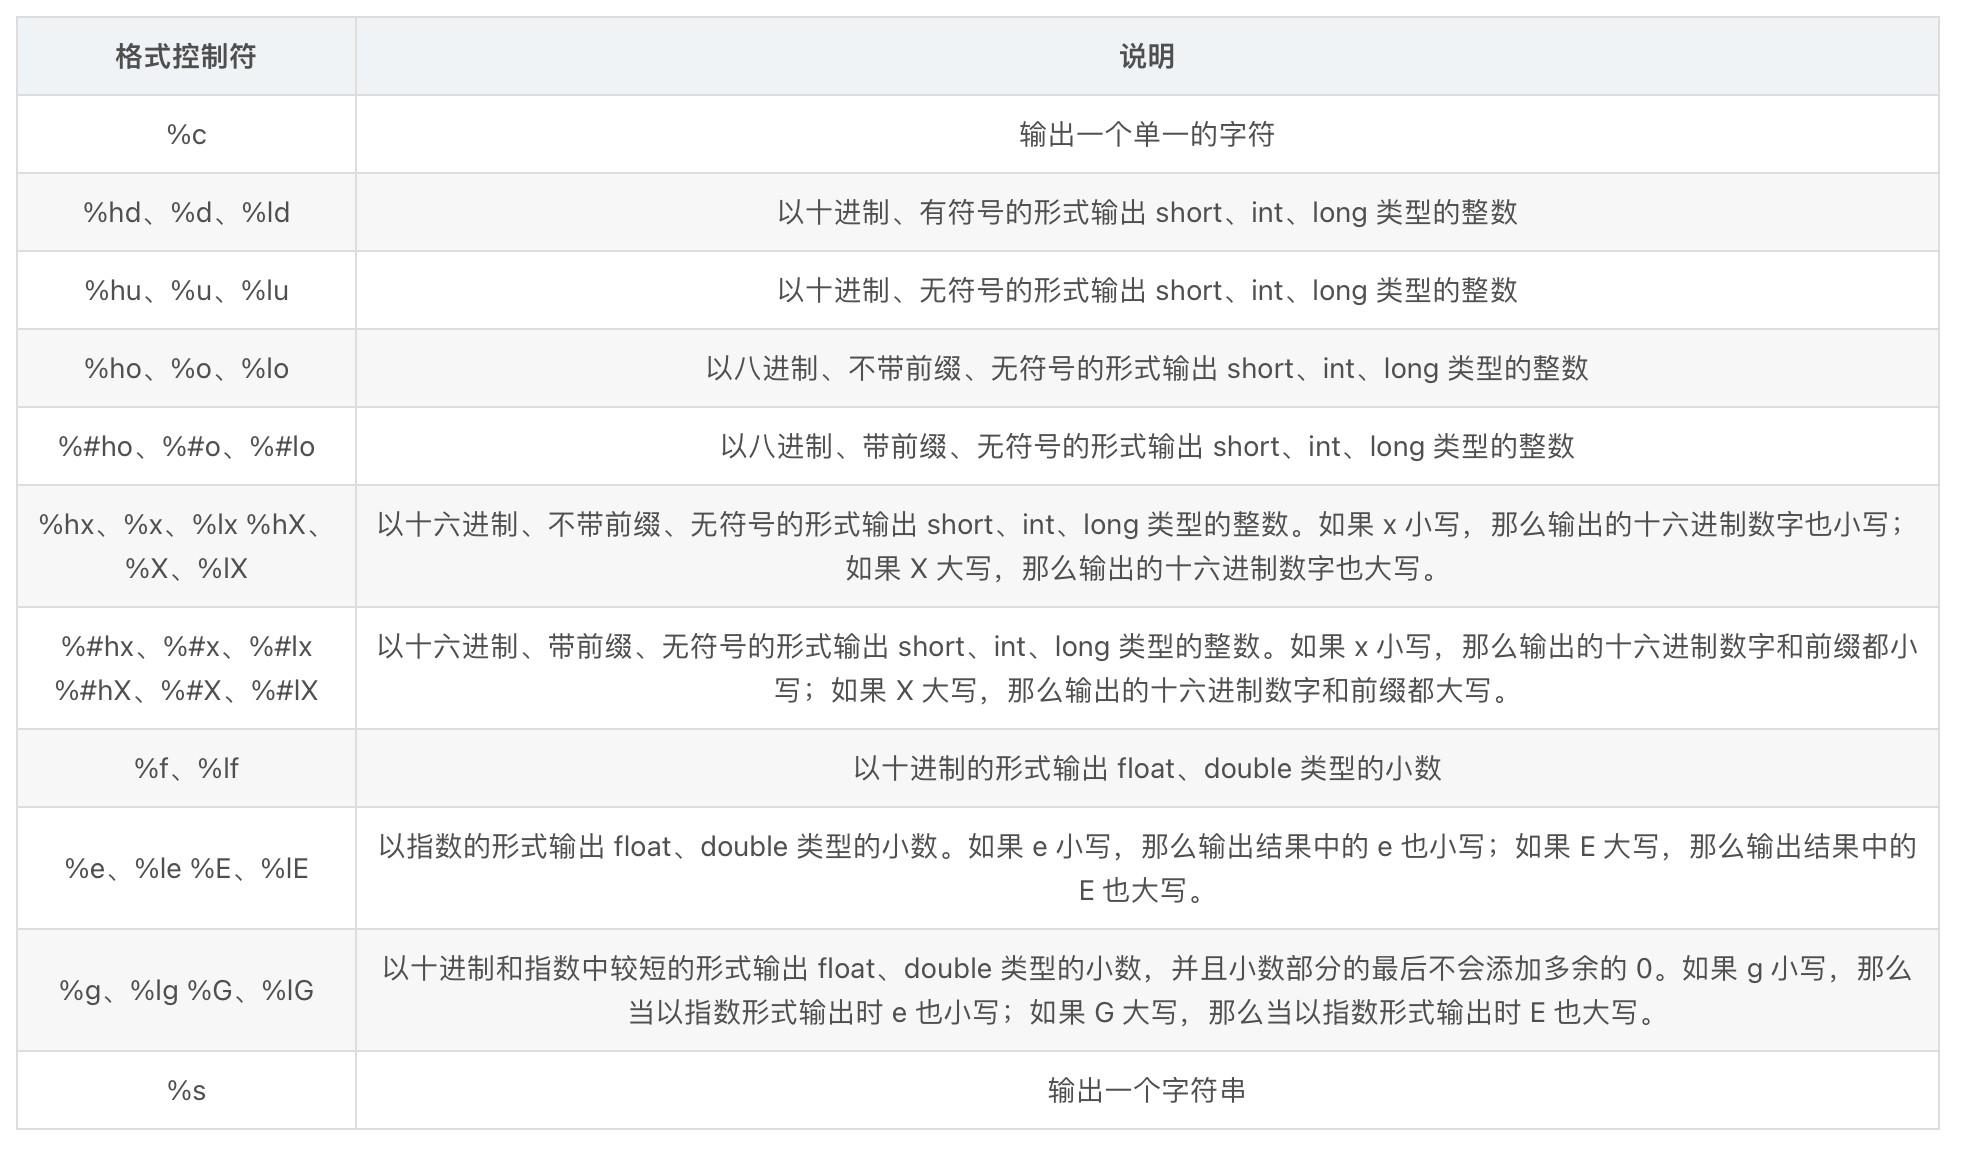 格式控制符
说明
%c
输出一个单一的字符
%hd、%d、%ld
以十进制、有符号的形式输出 short、int、long 类型的整数
%hu、%u、%lu
以十进制、无符号的形式输出 short、int、long 类型的整数
%ho、%o、%lo
以八进制、不带前缀、无符号的形式输出 short、int、long 类型的整数
%#ho、%#o、%#lo
以八进制、带前缀、无符号的形式输出 short、int、long 类型的整数
%hx、%x、%lx %hX、
%X、%lX
以十六进制、不带前缀、无符号的形式输出 short、int、long 类型的整数。如果 x 小写，那么输出的十六进制数字也小写；
如果 X 大写，那么输出的十六进制数字也大写。
%#hx、%#x、%#lx
%#hX、%#X、%#lX
以十六进制、带前缀、无符号的形式输出 short、int、long 类型的整数。如果 x 小写，那么输出的十六进制数字和前缀都小
写；如果 X 大写，那么输出的十六进制数字和前缀都大写。
%f、%lf
以十进制的形式输出 float、double 类型的小数
%e、%le %E、%lE
以指数的形式输出 float、double 类型的小数。如果 e 小写，那么输出结果中的 e 也小写；如果 E 大写，那么输出结果中的
E 也大写。
%g、%lg %G、%lG
以十进制和指数中较短的形式输出 float、double 类型的小数，并且小数部分的最后不会添加多余的 0。如果 g 小写，那么
当以指数形式输出时 e 也小写；如果 G 大写，那么当以指数形式输出时 E 也大写。
%s
输出一个字符串